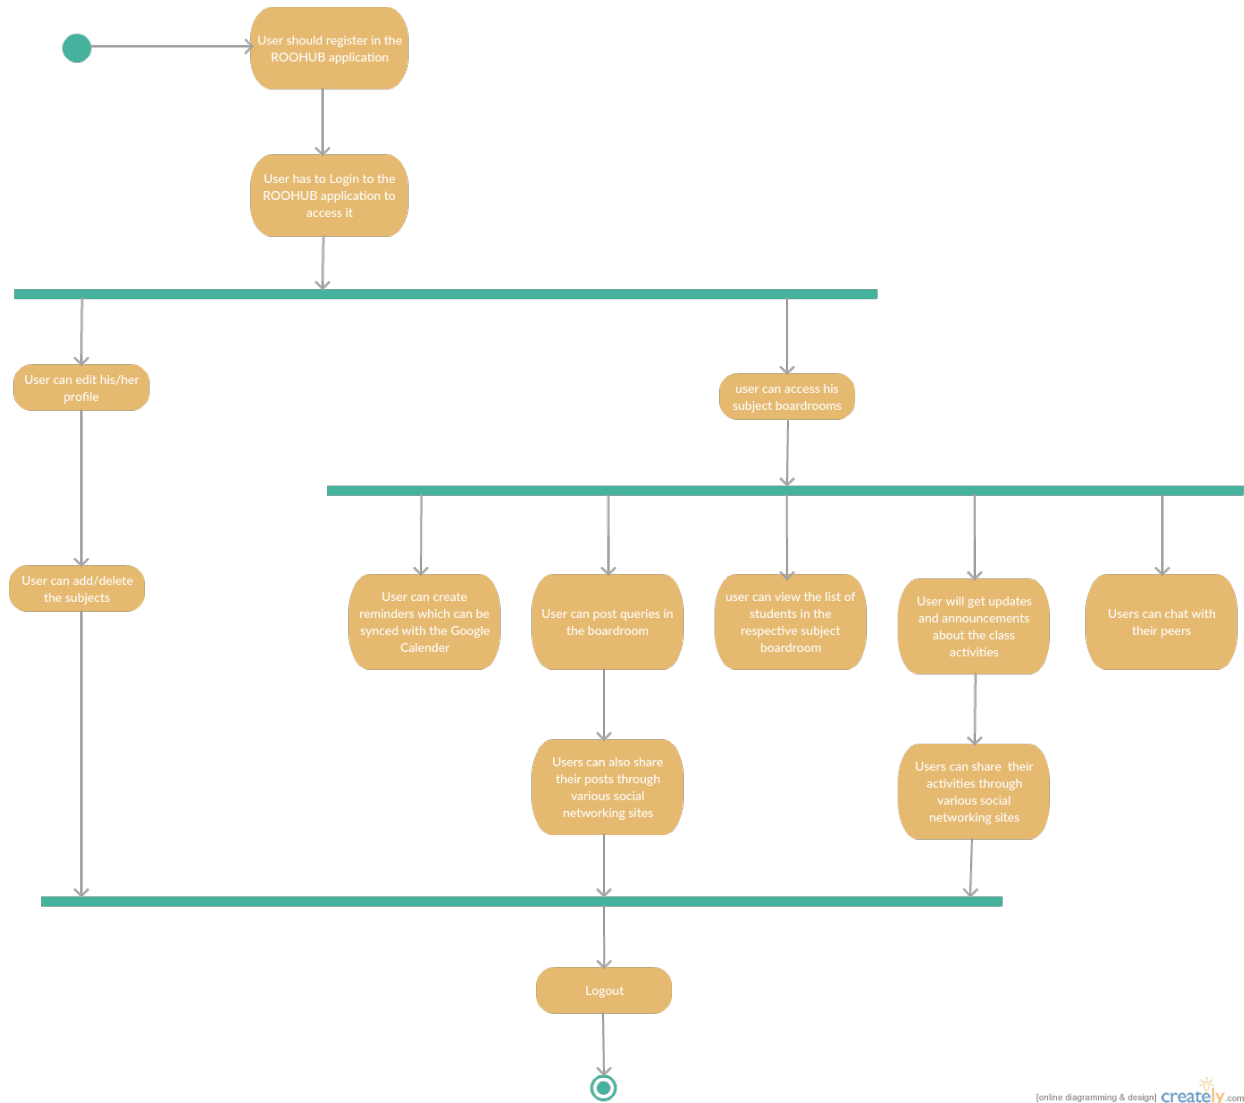 User should register in the
ROOHUB application
User has to Login to the
ROOHUB application to
access it
User can edit his/her
profile
user can access his
subject boardrooms
User can add/delete
the subjects
User can create
reminders which can be
synced with the Google
Calender
User can post queries in
the boardroom
user can view the list of
students in the
respective subject
boardroom
User will get updates
and announcements
about the class
activities
Users can chat with
their peers
Users can also share
their posts through
various social
networking sites
Users can share their
activities through
various social
networking sites
Logout
[online diagramming & design] creately.com